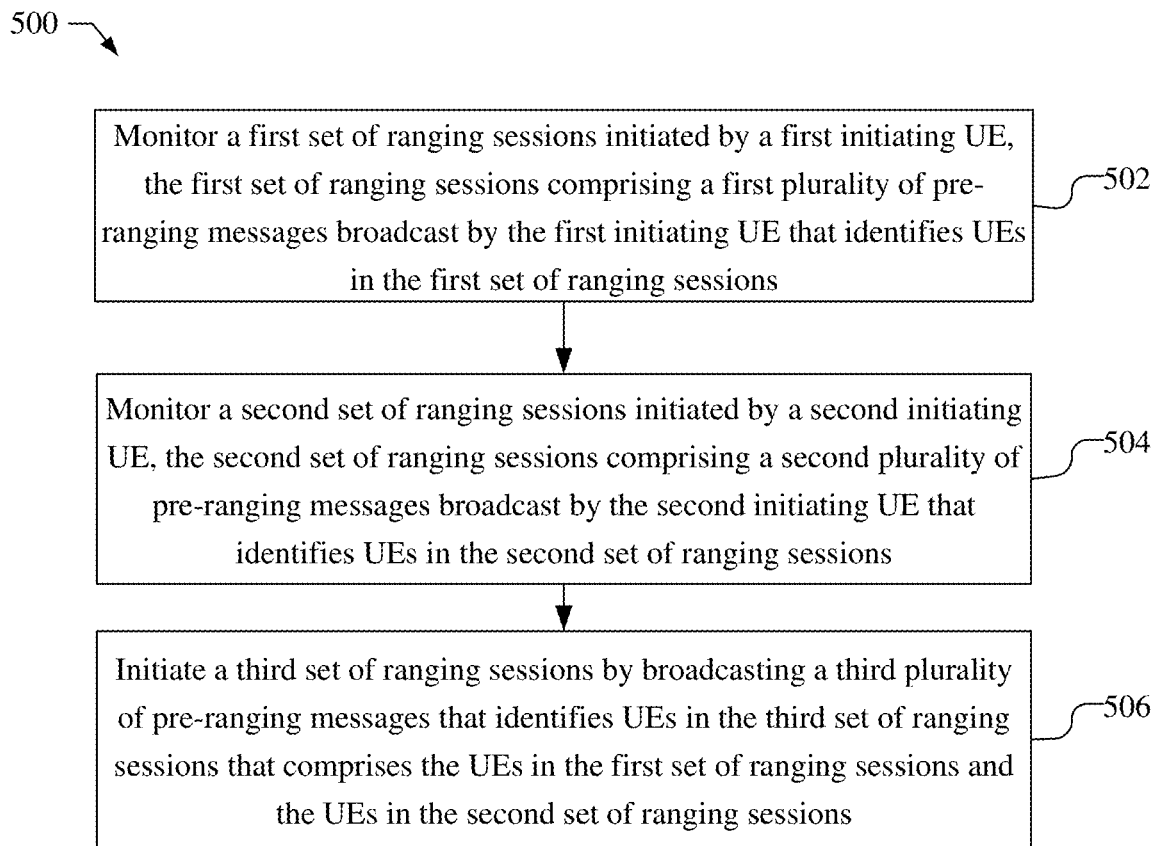 500
Monitor a first set of ranging sessions initiated by a first initiating UE,
the first set of ranging sessions comprising a first plurality of pre-
ranging messages broadcast by the first initiating UE that identifies UEs
in the first set of ranging sessions
502
Monitor a second set of ranging sessions initiated by a second initiating
UE, the second set of ranging sessions comprising a second plurality of
pre-ranging messages broadcast by the second initiating UE that
identifies UEs in the second set of ranging sessions
504
Initiate a third set of ranging sessions by broadcasting a third plurality
of pre-ranging messages that identifies UEs in the third set of ranging
sessions that comprises the UEs in the first set of ranging sessions and
the UEs in the second set of ranging sessions
506